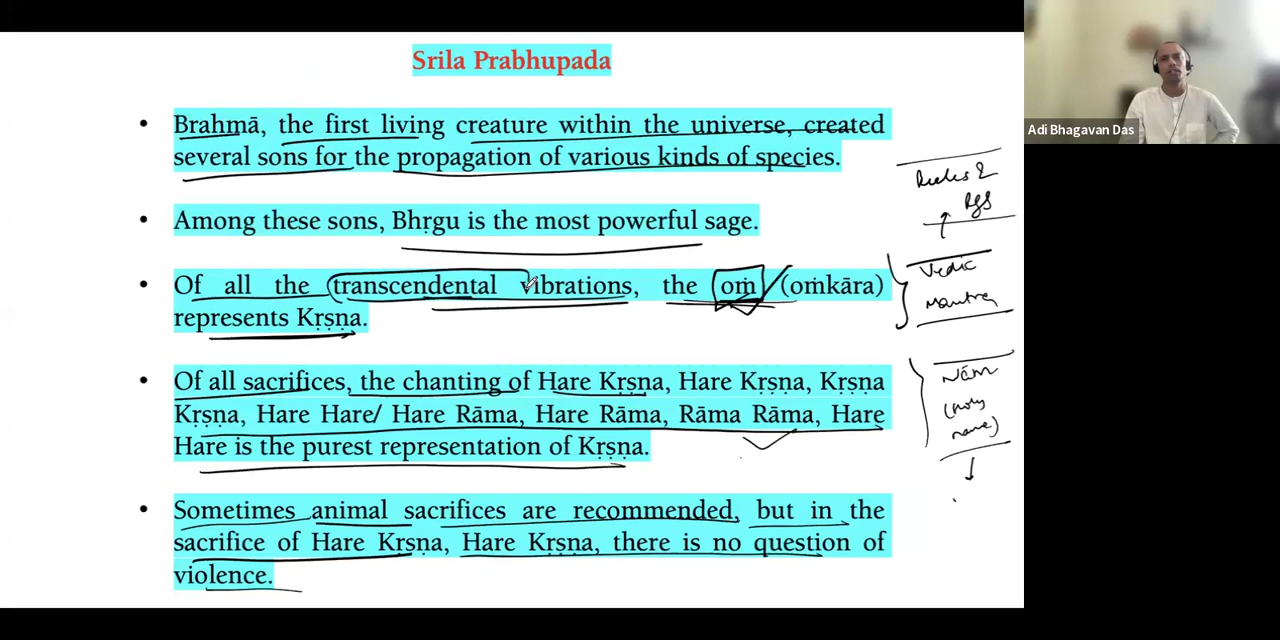 Srila Prabhupada
• Brahmā, the first living creature within the universe, created
several sons for the propagation of various kinds of species.
• Among these sons, Bhṛgu is the most powerful sage.
• Of all the transcendental vibrations, the oṁ (oṁkāra)
represents Kṛṣṇa.
• Of all sacrifices, the chanting of Hare Kṛṣṇa, Hare Kṛṣṇa, Kṛṣṇa
Kṛṣṇa, Hare Hare/ Hare Rāma, Hare Rāma, Rāma Rāma, Hare
Hare is the purest representation of Kṛṣṇa.
• Sometimes animal sacrifices are recommended, but in the
sacrifice of Hare Kṛṣṇa, Hare Kṛṣṇa, there is no question of
violence.
Adi Bhagavan Das
Rules &
Vedic
Mantra
Nām
(Holy
name)